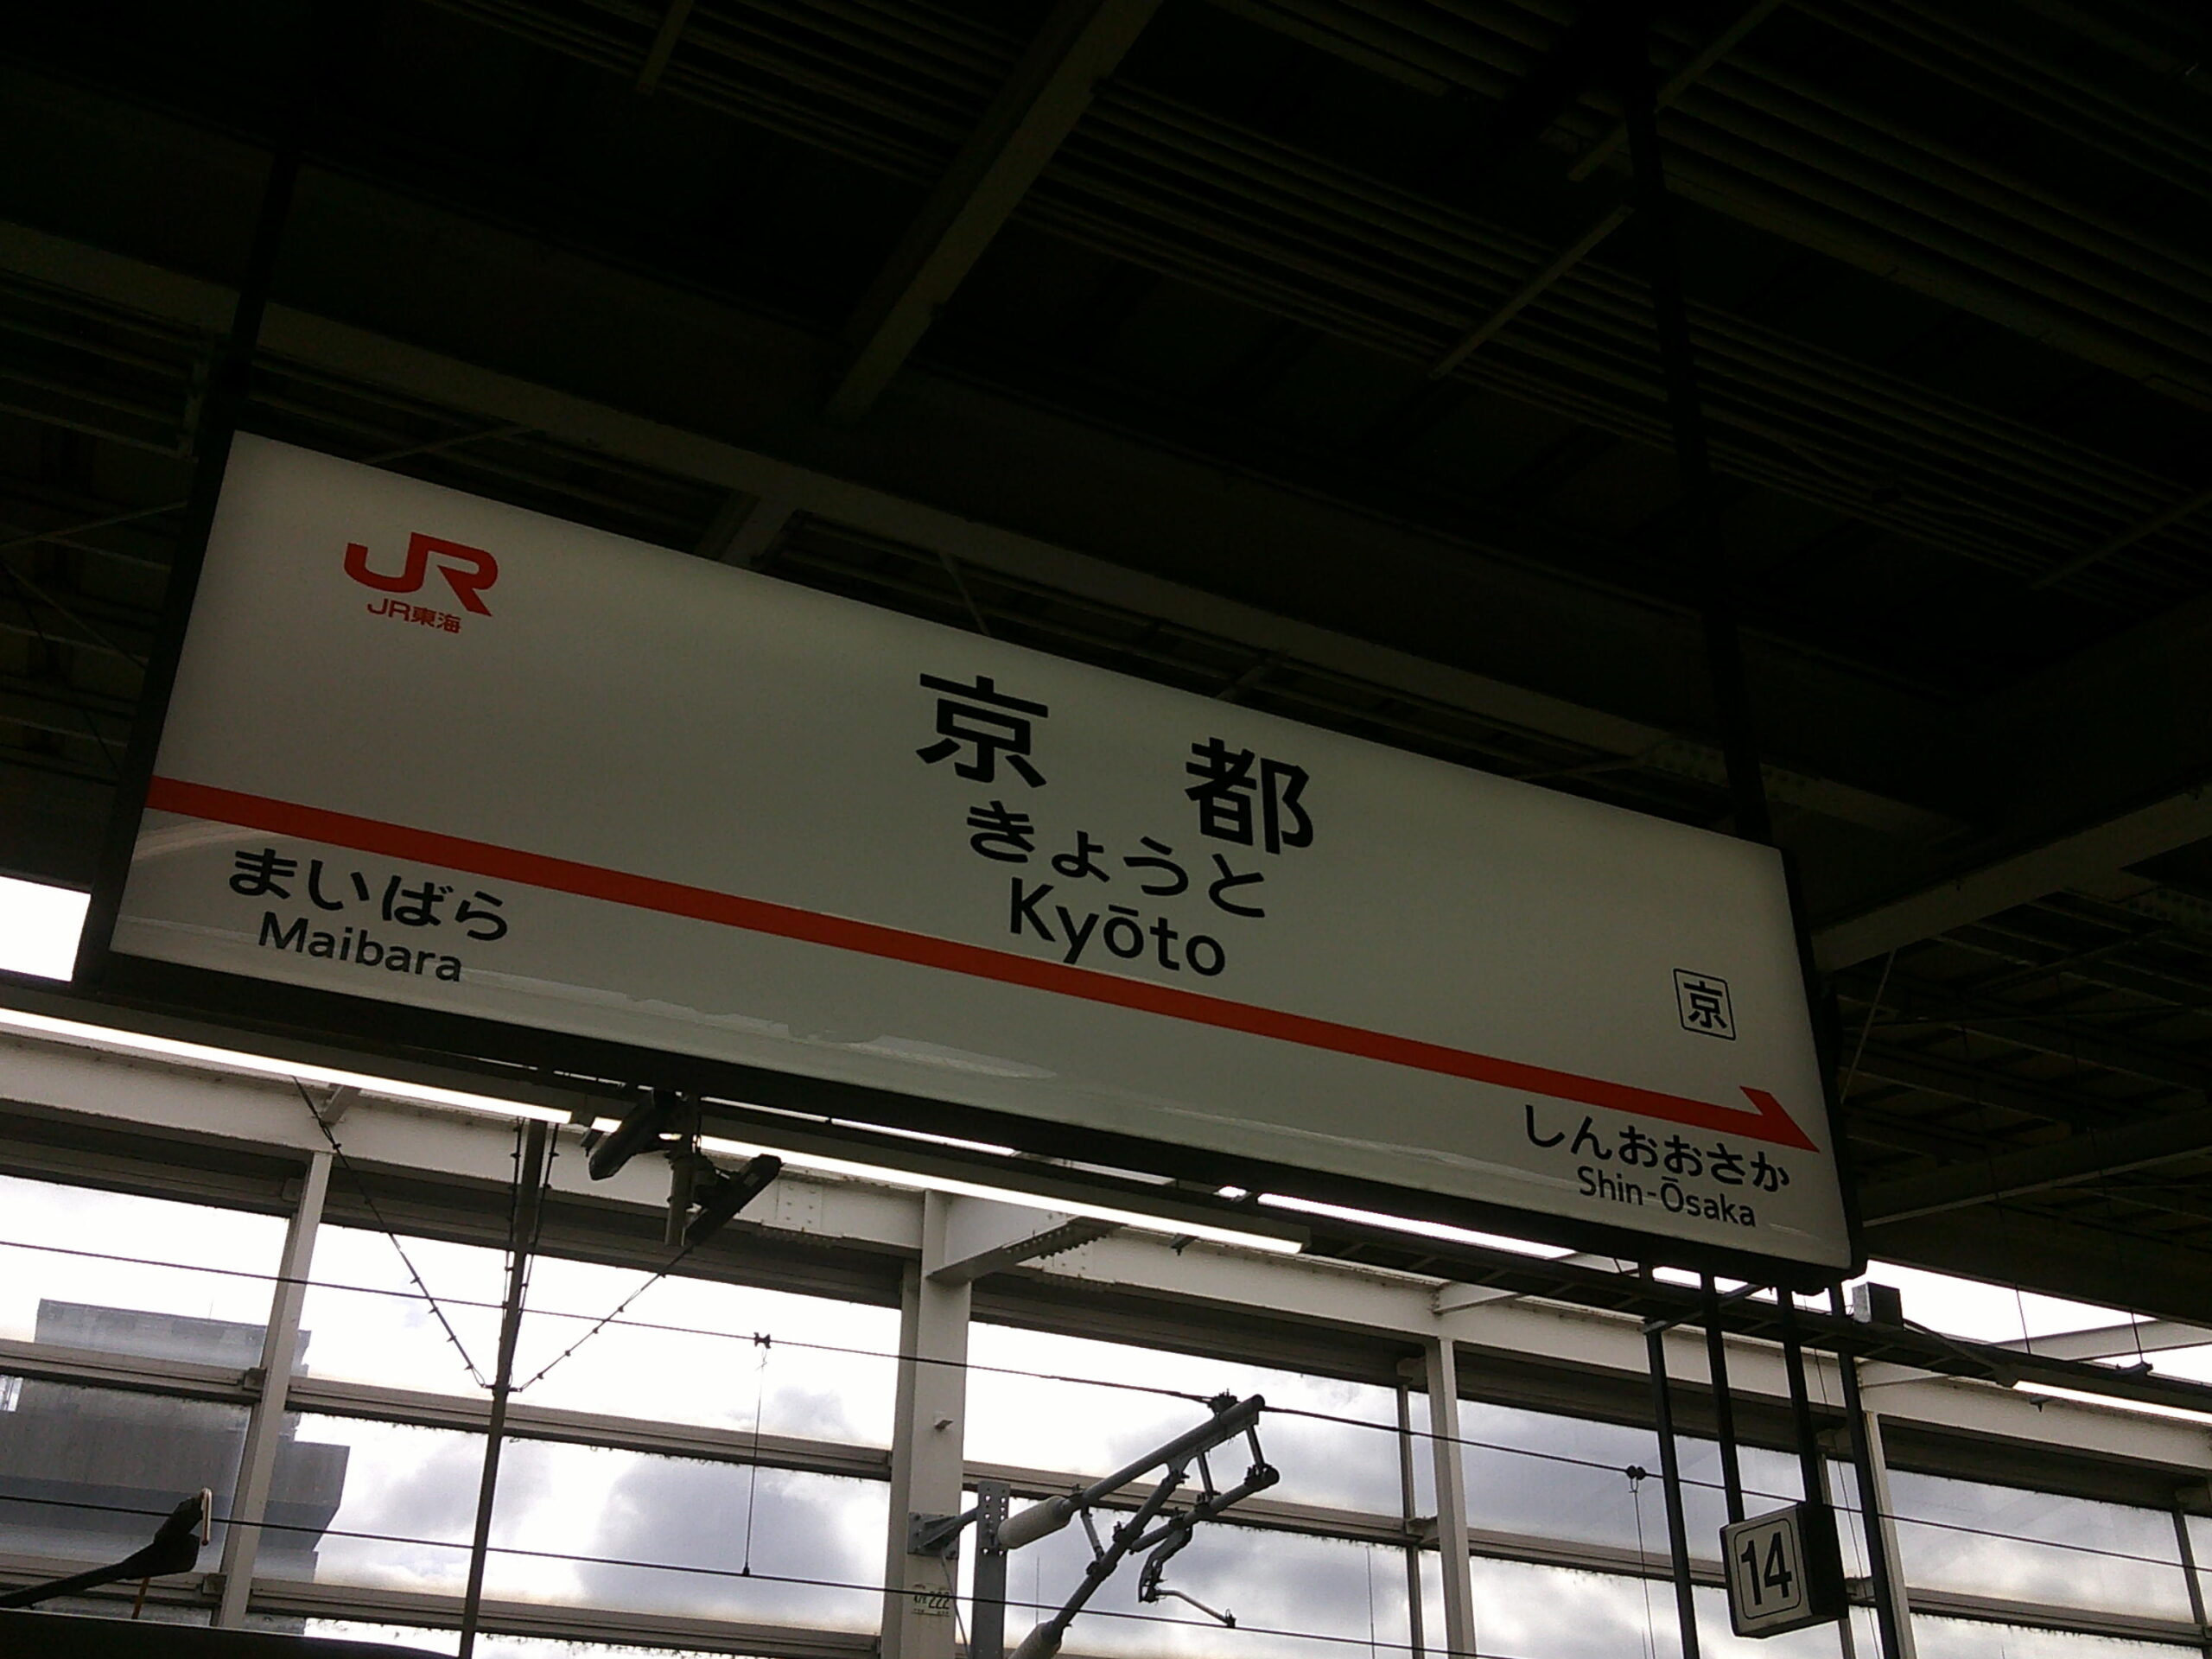 JR
JR東海
京都
きょうと
Kyōto
京
まいばら
Maibara
しんおおさか
Shin-Ōsaka
14